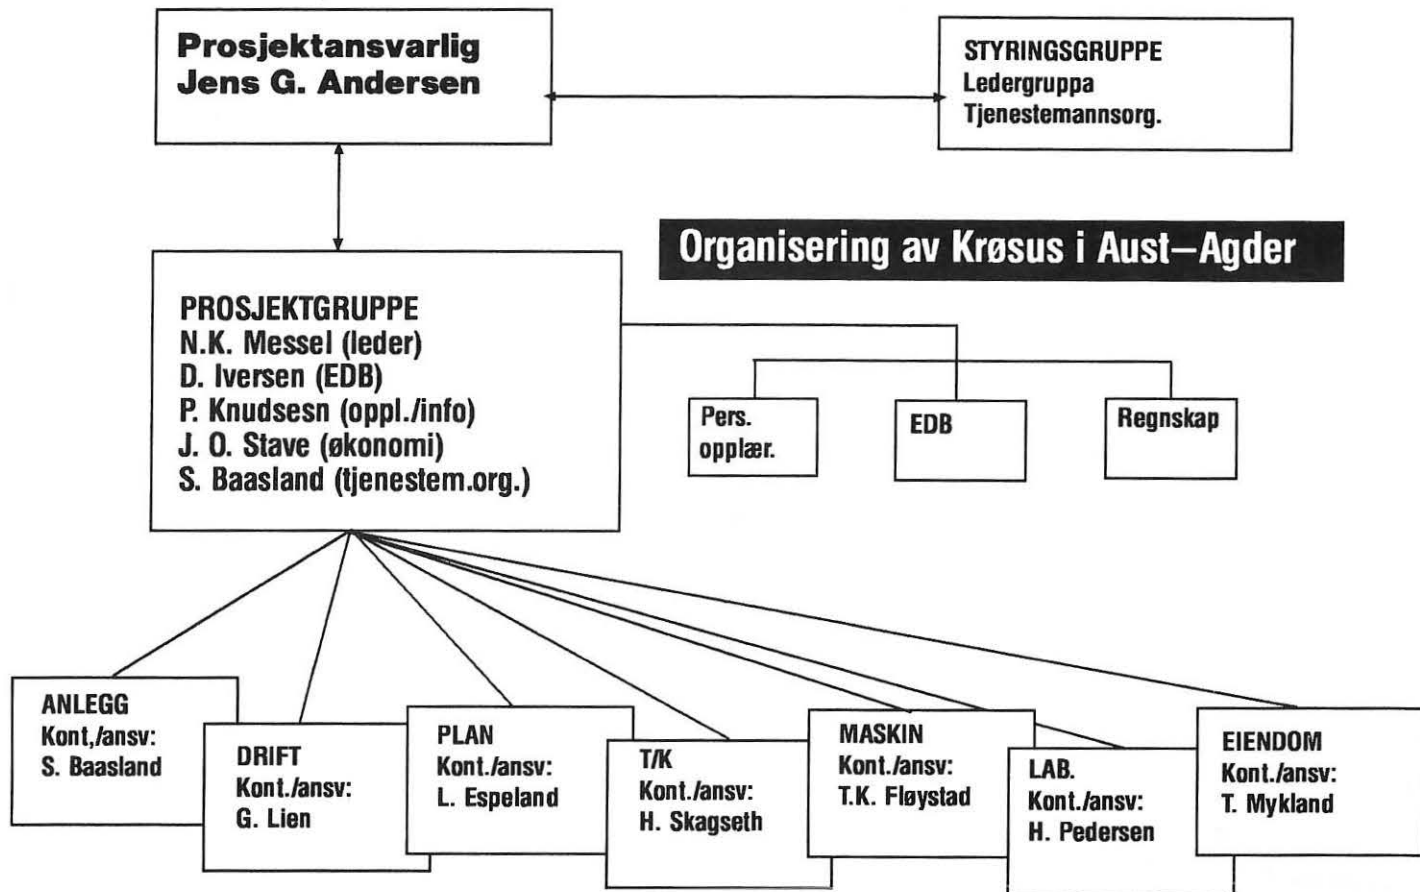 Prosjektansvarlig
Jens G. Andersen
STYRINGSGRUPPE
Ledergruppa
Tjenestemannsorg.
Organisering av Krøsus i Aust–Agder
PROSJEKTGRUPPE
N.K. Messel (leder)
D. Iversen (EDB)
P. Knudsesn (oppl./info)
J. O. Stave (økonomi)
S. Baasland (tjenestem.org.)
Pers.
opplær.
EDB
Regnskap
ANLEGG
Kont,/ansv:
S. Baasland
DRIFT
Kont./ansv:
G. Lien
PLAN
Kont./ansv:
L. Espeland
T/K
Kont./ansv:
H. Skagseth
MASKIN
Kont./ansv:
T.K. Fløystad
LAB.
Kont./ansv:
H. Pedersen
EIENDOM
Kont./ansv:
T. Mykland